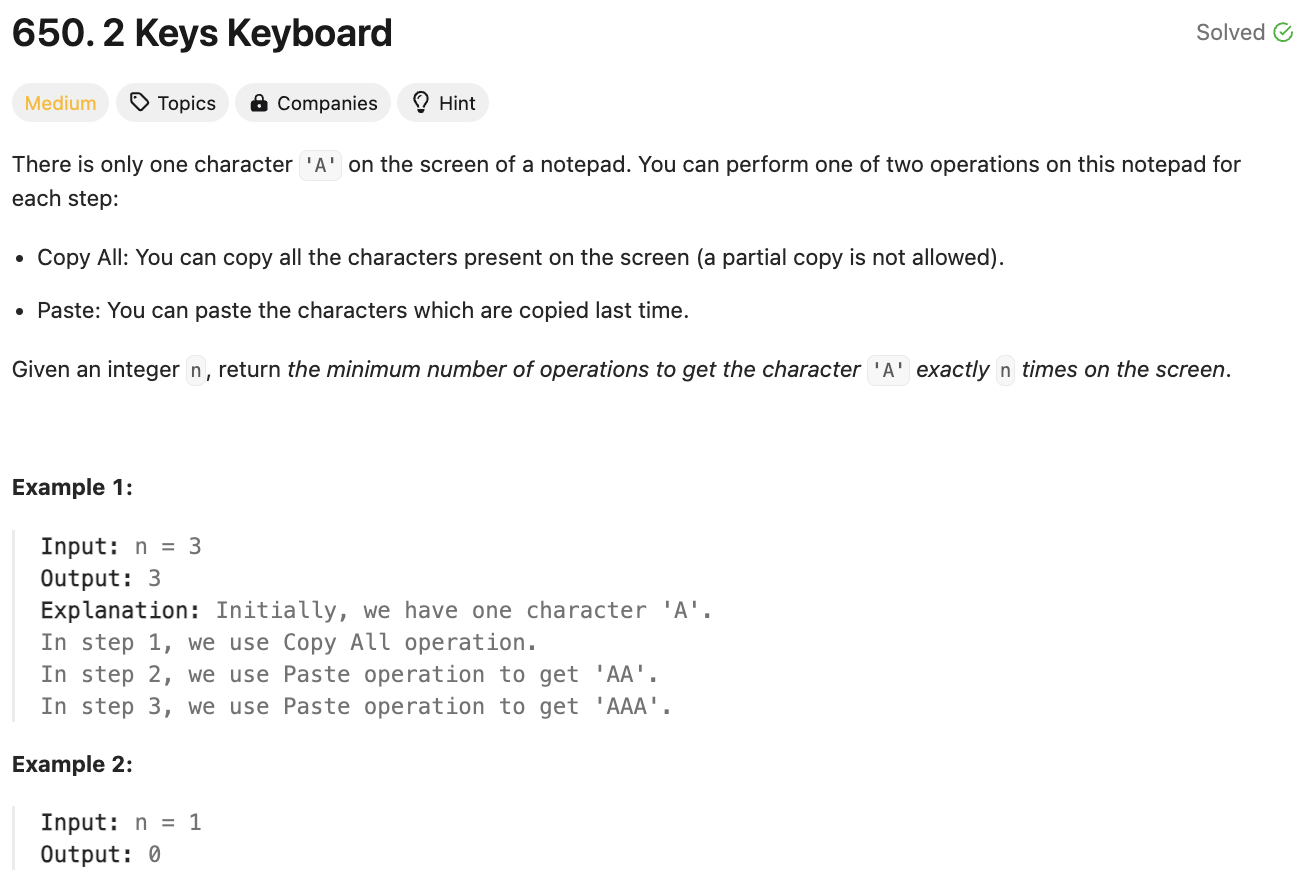 650. 2 Keys Keyboard
Solved
Medium Topics Companies Hint
There is only one character 'A' on the screen of a notepad. You can perform one of two operations on this notepad for
each step:
• Copy All: You can copy all the characters present on the screen (a partial copy is not allowed).
• Paste: You can paste the characters which are copied last time.
Given an integer n, return the minimum number of operations to get the character 'A' exactly n times on the screen.
Example 1:
Input: n = 3
Output: 3
Explanation: Initially, we have one character 'A'.
In step 1, we use Copy All operation.
In step 2, we use Paste operation to get 'AA'.
In step 3, we use Paste operation to get 'AAA'.
Example 2:
Input: n = 1
Output: 0